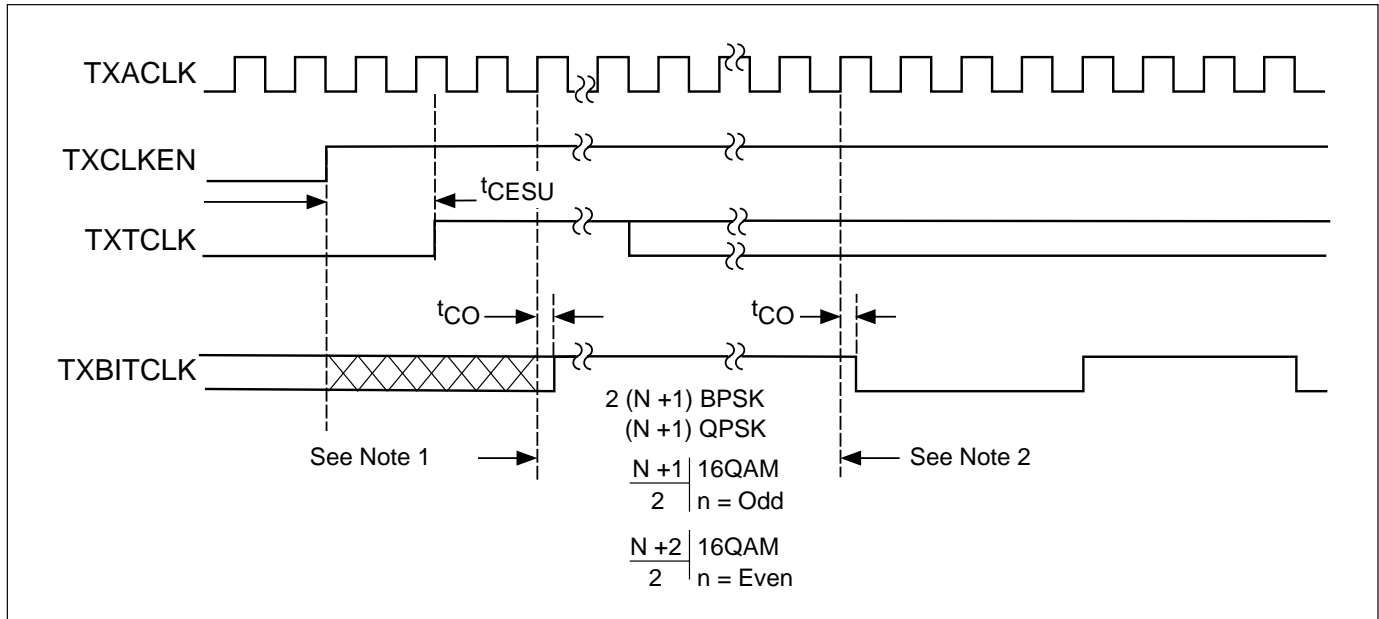 TXACLK
TXCLKEN
tCESU
TXTCLK
tCO
tCO
TXBITCLK
2 (N +1) BPSK
(N +1) QPSK
See Note 1
See Note 2
N +1 16QAM
2 n = Odd
N +2 16QAM
2 n = Even